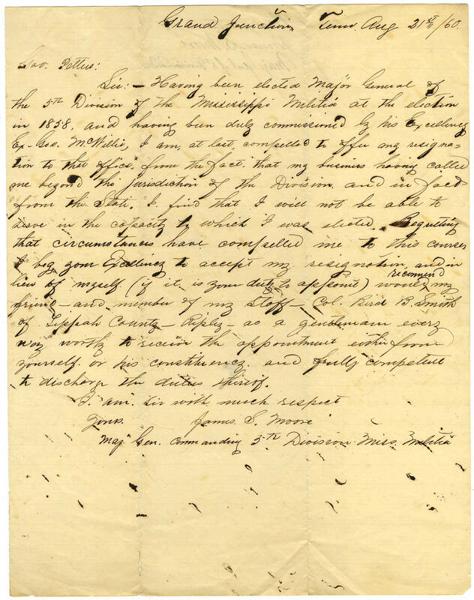 Grand Junction, Tenn. Aug 21st/60.
Gov. Pettus:
Sir:- Having been elected Major General of
the 5th Division of the Mississippi Militia at the election
in 1858, and having been duly commissioned by his Excellency
Ex-Gov. McWillie, I am, at last, compelled to offer my resigna-
tion to that office, from the fact, that my business having called
me beyond the jurisdiction of the Division, and in fact
from the State. I find that I will not be able to
serve in the capacity to which I was elected. Regretting
that circumstances have compelled me to this course
I beg your Excellency to accept my resignation, and in
lieu of myself (if it is your duty to appoint) would recommend my
friend - and member of my Staff - Col. Bird B. Smith
of Tippah County - Ripley - as a gentleman every
way worthy to receive the appointment either from
yourself or his constituency, and fully competent
to discharge the duties thereof.
I am Sir with much respect
Yours. James S. Moore
Maj. Gen. Commanding 5th Division Miss. Militia